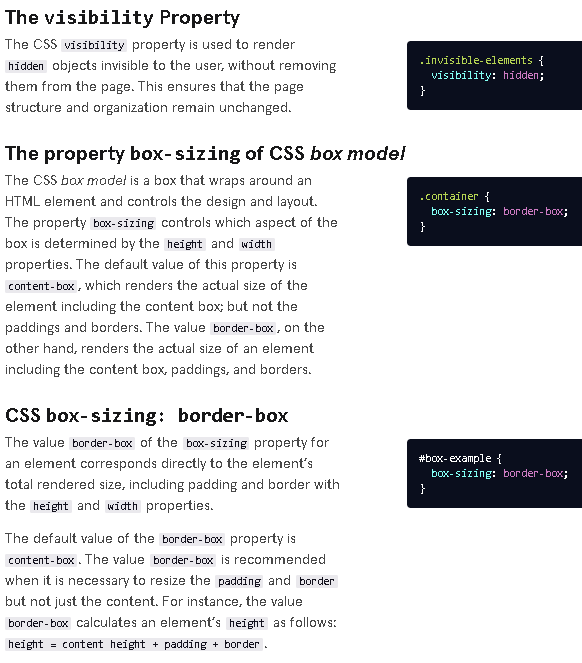 The visibility Property
The CSS visibility property is used to render
hidden objects invisible to the user, without removing
them from the page. This ensures that the page
structure and organization remain unchanged.
.invisible-elements {
visibility: hidden;
}
The property box-sizing of CSS box model
The CSS box model is a box that wraps around an
HTML element and controls the design and layout.
The property box-sizing controls which aspect of the
box is determined by the height and width
properties. The default value of this property is
content-box, which renders the actual size of the
element including the content box; but not the
paddings and borders. The value border-box, on the
other hand, renders the actual size of an element
including the content box, paddings, and borders.
.container {
box-sizing: border-box;
}
CSS box-sizing: border-box
The value border-box of the box-sizing property for
an element corresponds directly to the element's
total rendered size, including padding and border with
the height and width properties.
The default value of the border-box property is
content-box. The value border-box is recommended
when it is necessary to resize the padding and border
but not just the content. For instance, the value
border-box calculates an element's height as follows:
height = content height + padding + border.
#box-example {
box-sizing: border-box;
}